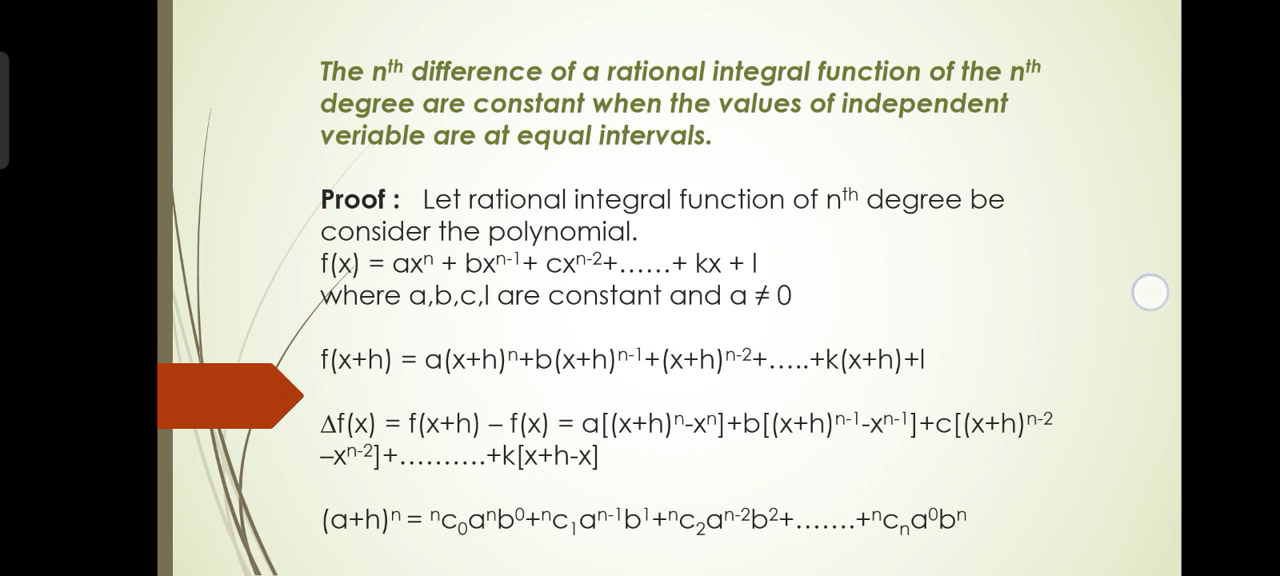 The nᵗʰ difference of a rational integral function of the nᵗʰ
degree are constant when the values of independent
veriable are at equal intervals.
Proof : Let rational integral function of nᵗʰ degree be
consider the polynomial.
f(x) = axⁿ + bxⁿ⁻¹+ cxⁿ⁻²+……+ kx + l
where a,b,c,l are constant and a ≠ 0
f(x+h) = a(x+h)ⁿ+b(x+h)ⁿ⁻¹+(x+h)ⁿ⁻²+…..+k(x+h)+l
Δf(x) = f(x+h) – f(x) = a[(x+h)ⁿ-xⁿ]+b[(x+h)ⁿ⁻¹-xⁿ⁻¹]+c[(x+h)ⁿ⁻²
–xⁿ⁻²]+……….+k[x+h-x]
(a+h)ⁿ = ⁿc₀aⁿb⁰+ⁿc₁aⁿ⁻¹b¹+ⁿc₂aⁿ⁻²b²+…….+ⁿcₙa⁰bⁿ